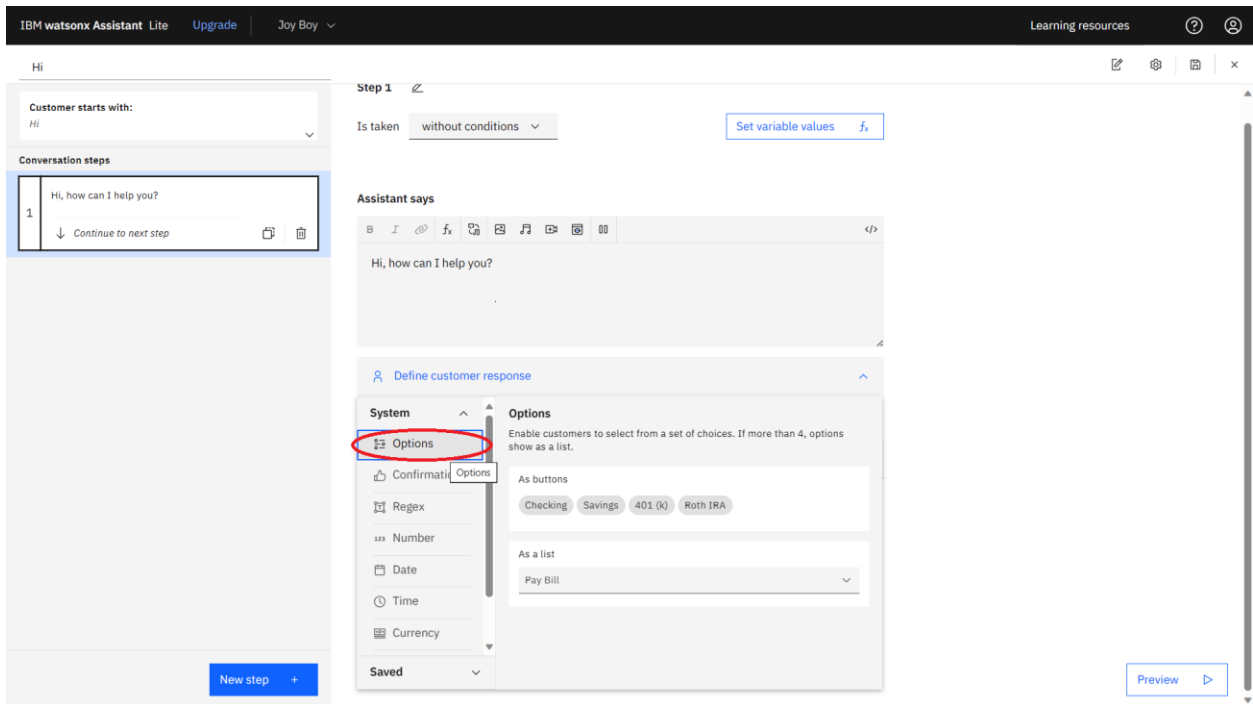 IBM watsonx Assistant Lite Upgrade Joy Boy Learning resources
Hi
Customer starts with:
Hi
Conversation steps
1
Hi, how can I help you?
Continue to next step
New step +
Step 1
Is taken without conditions Set variable values fx
Assistant says
B I fx </>
Hi, how can I help you?
Define customer response
System
Options
Confirmatio
Options
Regex
123 Number
Date
Time
Currency
Saved
Options
Enable customers to select from a set of choices. If more than 4, options
show as a list.
As buttons
Checking Savings 401 (k) Roth IRA
As a list
Pay Bill
Preview